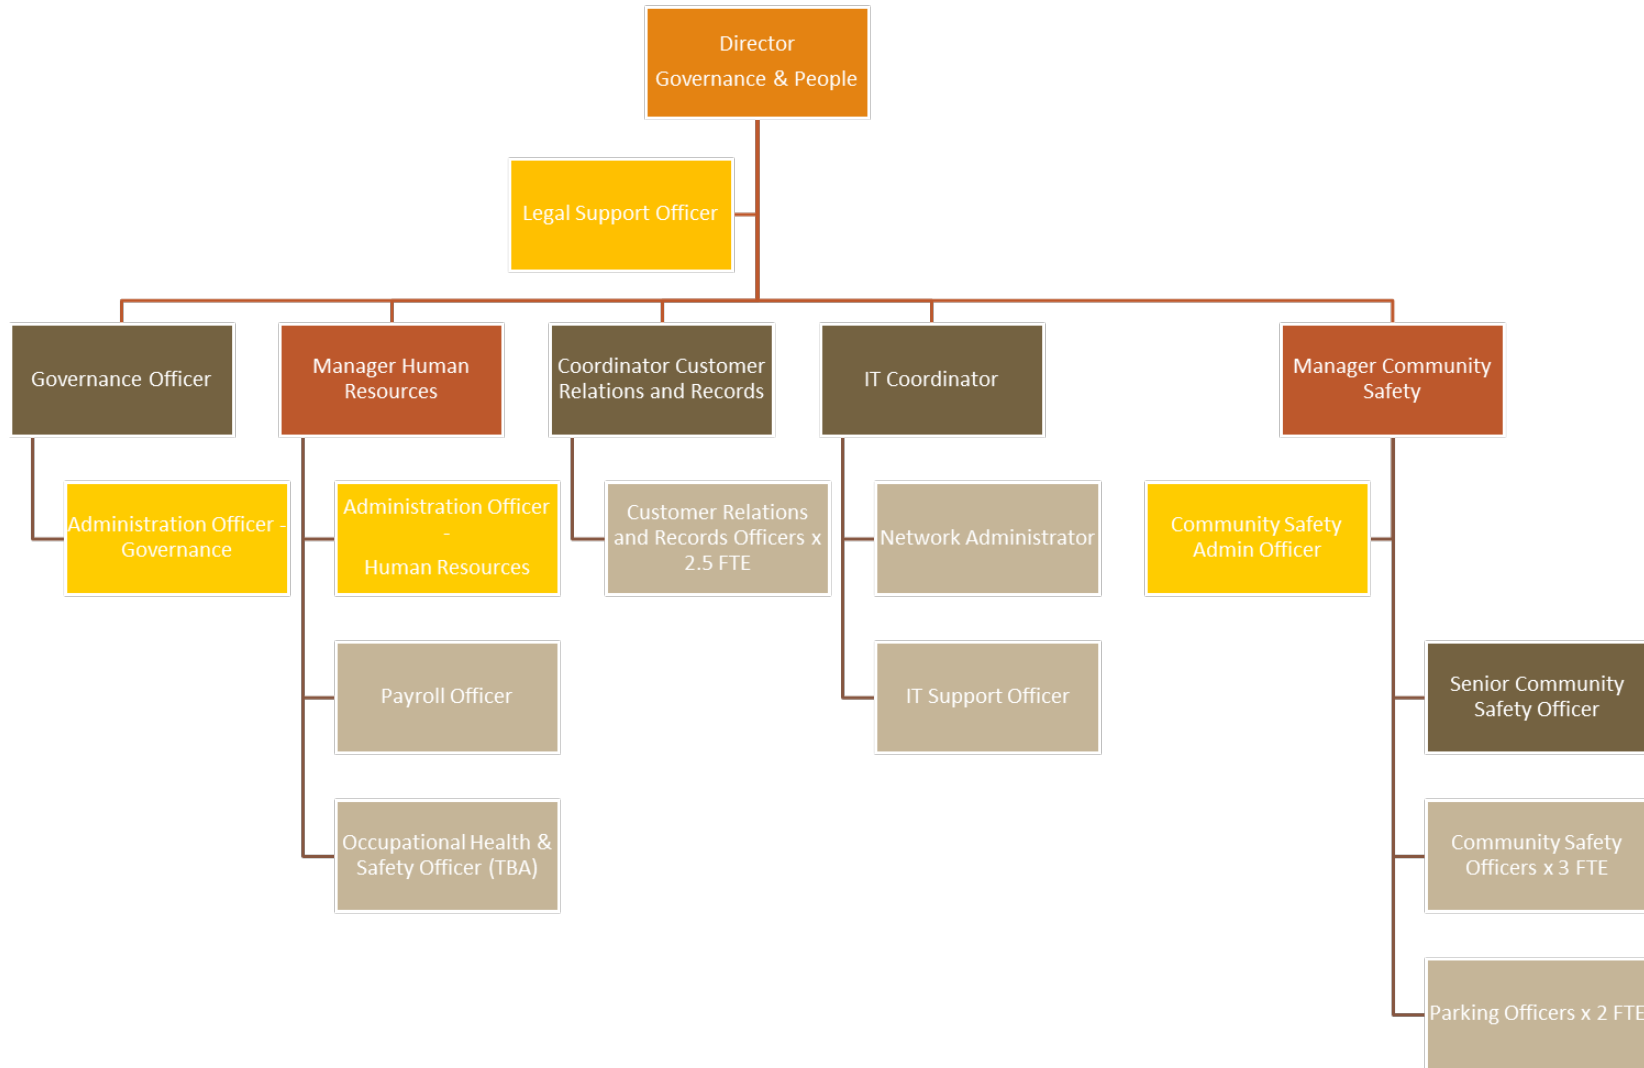 Director
Governance & People
Legal Support Officer
Governance Officer
Manager Human
Resources
Coordinator Customer
Relations and Records
IT Coordinator
Manager Community
Safety
Administration Officer -
Governance
Administration Officer
-
Human Resources
Customer Relations
and Records Officers x
2.5 FTE
Network Administrator
Community Safety
Admin Officer
Payroll Officer
IT Support Officer
Senior Community
Safety Officer
Occupational Health &
Safety Officer (TBA)
Community Safety
Officers x 3 FTE
Parking Officers x 2 FTE